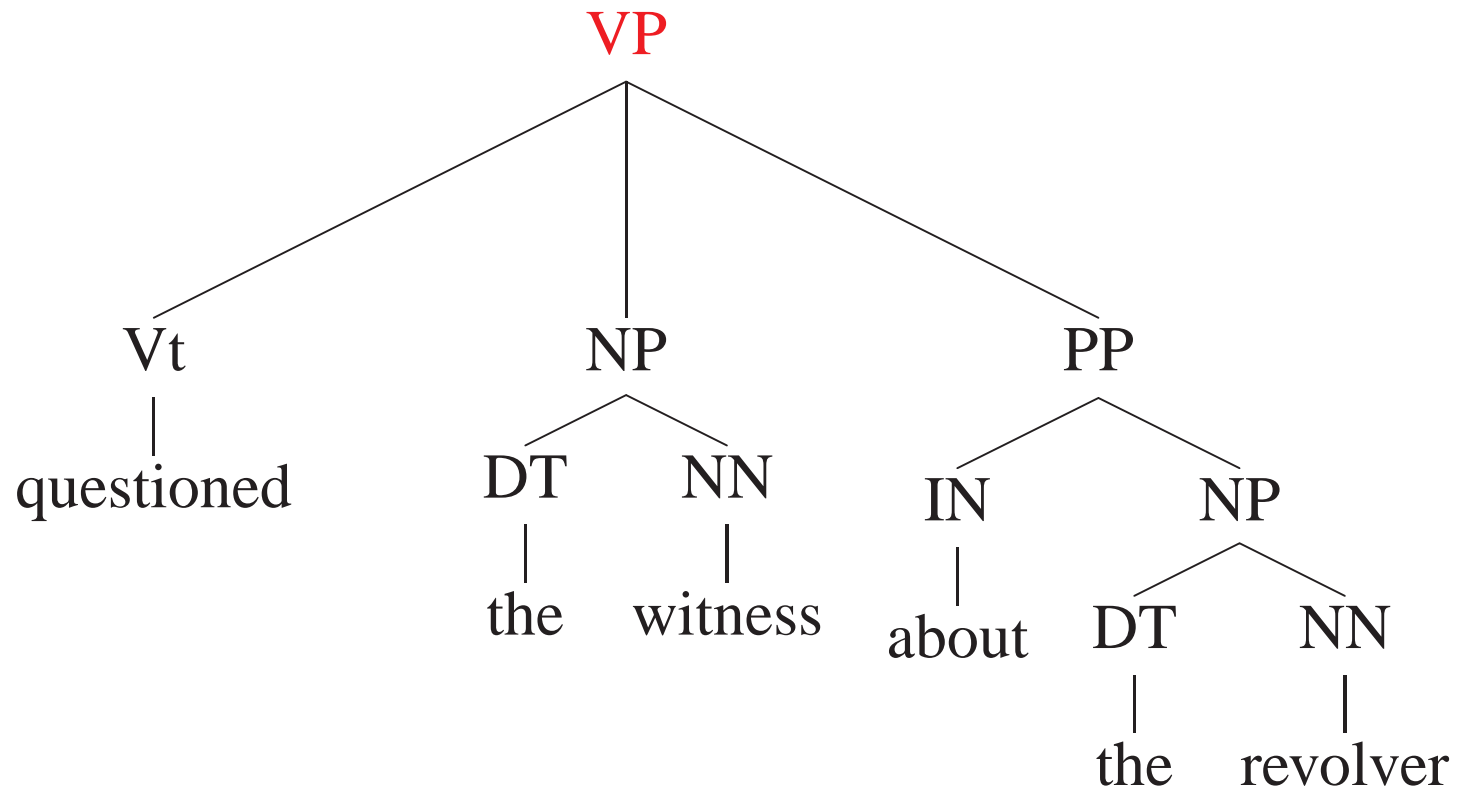 VP
Vt NP PP
questioned DT NN IN NP
the witness about DT NN
the revolver